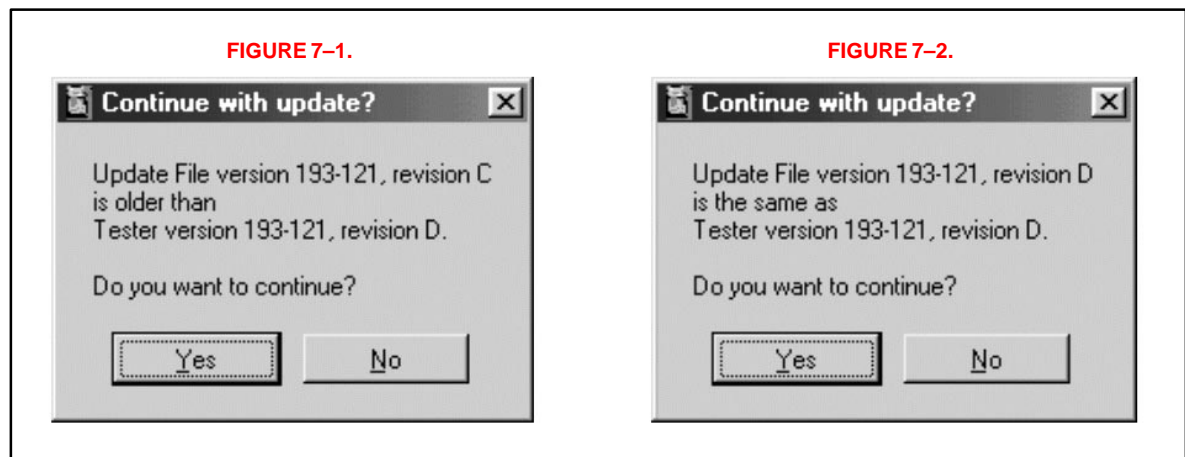 FIGURE 7–1.
Continue with update?
Update File version 193-121, revision C
is older than
Tester version 193-121, revision D.
Do you want to continue?
Yes
No
FIGURE 7–2.
Continue with update?
Update File version 193-121, revision D
is the same as
Tester version 193-121, revision D.
Do you want to continue?
Yes
No